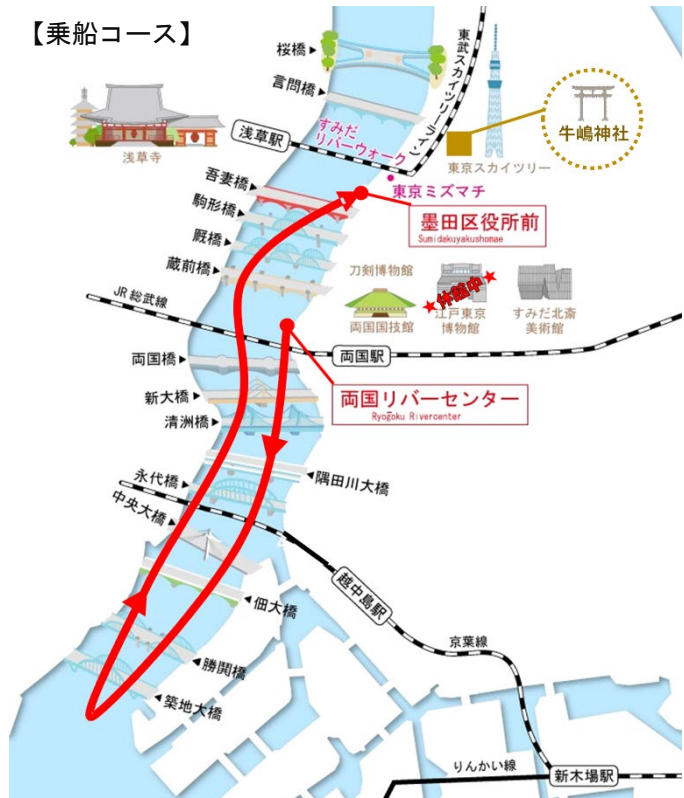 【乗船コース】
桜橋
言問橋
東武スカイツリーライン
浅草寺
浅草駅
すみだ
リバーウォーク
牛嶋神社
東京スカイツリー
東京ミズマチ
吾妻橋
駒形橋
厩橋
蔵前橋
墨田区役所前
Sumidakuyakushomae
刀剣博物館
両国国技館
★休館中★
江戸東京
博物館
すみだ北斎
美術館
JR総武線
両国駅
両国橋
新大橋
清洲橋
両国リバーセンター
Ryogoku Rivercenter
隅田川大橋
永代橋
中央大橋
佃大橋
越中島駅
京葉線
勝鬨橋
築地大橋
りんかい線
新木場駅